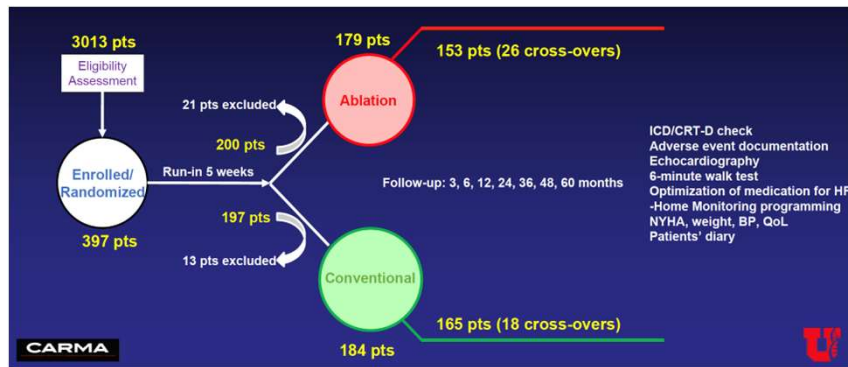 3013 pts
Eligibility
Assessment
Enrolled/
Randomized
397 pts
Run-in 5 weeks
21 pts excluded
200 pts
197 pts
13 pts excluded
179 pts
Ablation
153 pts (26 cross-overs)
Follow-up: 3, 6, 12, 24, 36, 48, 60 months
Conventional
184 pts
165 pts (18 cross-overs)
ICD/CRT-D check
Adverse event documentation
Echocardiography
6-minute walk test
Optimization of medication for HF
-Home Monitoring programming
NYHA, weight, BP, QoL
Patients' diary
CARMA
U